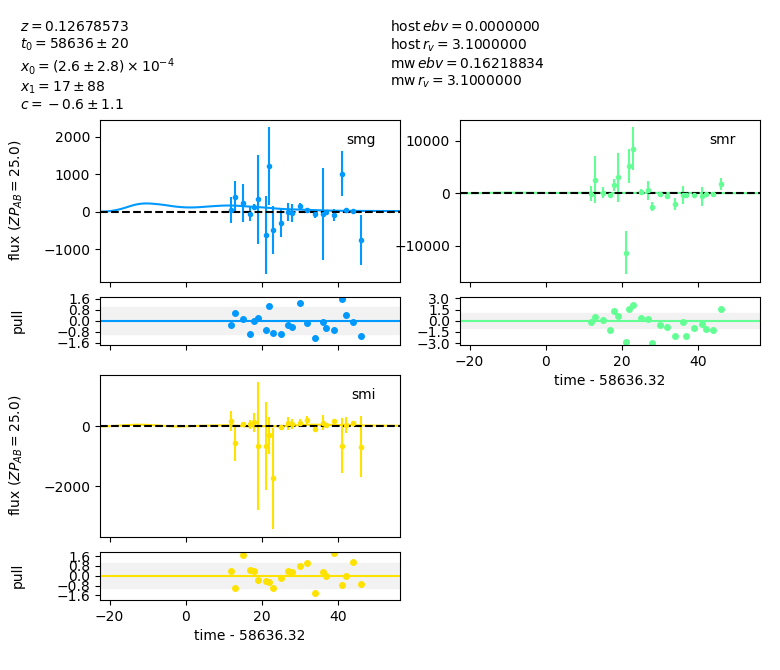 z = 0.12678573
t₀ = 58636 ± 20
x₀ = (2.6 ± 2.8) × 10⁻⁴
x₁ = 17 ± 88
c = −0.6 ± 1.1
host ebv = 0.0000000
host r_v = 3.1000000
mw ebv = 0.16218834
mw r_v = 3.1000000
smg
flux (ZP_AB = 25.0)
2000
1000
0
−1000
smr
10000
0
−10000
pull
1.6
0.8
0.0
−0.8
−1.6
3.0
1.5
0.0
−1.5
−3.0
−20 0 20 40
time - 58636.32
smi
flux (ZP_AB = 25.0)
0
−2000
pull
1.6
0.8
0.0
−0.8
−1.6
−20 0 20 40
time - 58636.32